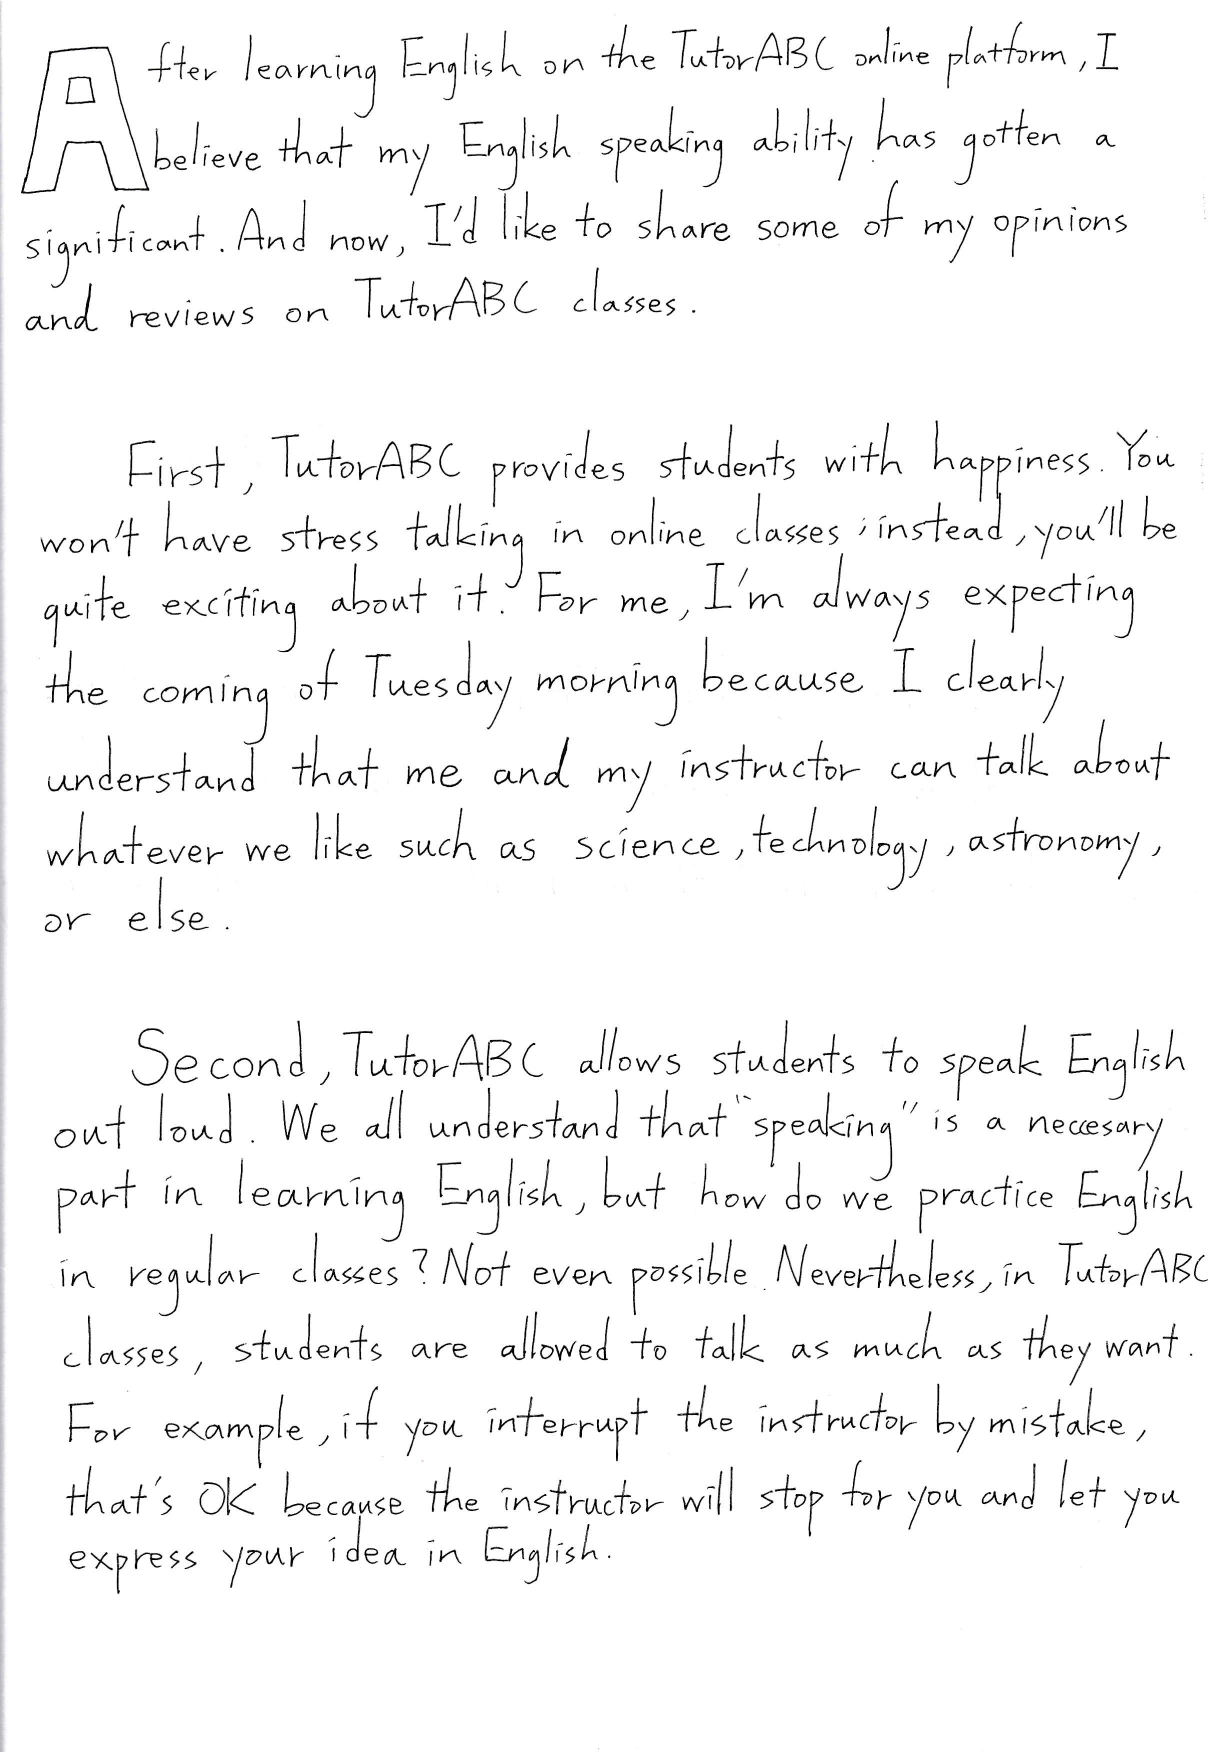 After learning English on the TutorABC online platform, I
believe that my English speaking ability has gotten a
significant. And now, I'd like to share some of my opinions
and reviews on TutorABC classes.
First, TutorABC provides students with happiness. You
won't have stress talking in online classes; instead, you'll be
quite exciting about it. For me, I'm always expecting
the coming of Tuesday morning because I clearly
understand that me and my instructor can talk about
whatever we like such as science, technology, astronomy,
or else.
Second, TutorABC allows students to speak English
out loud. We all understand that "speaking" is a neccesary
part in learning English, but how do we practice English
in regular classes? Not even possible. Nevertheless, in TutorABC
classes, students are allowed to talk as much as they want.
For example, if you interrupt the instructor by mistake,
that's OK because the instructor will stop for you and let you
express your idea in English.